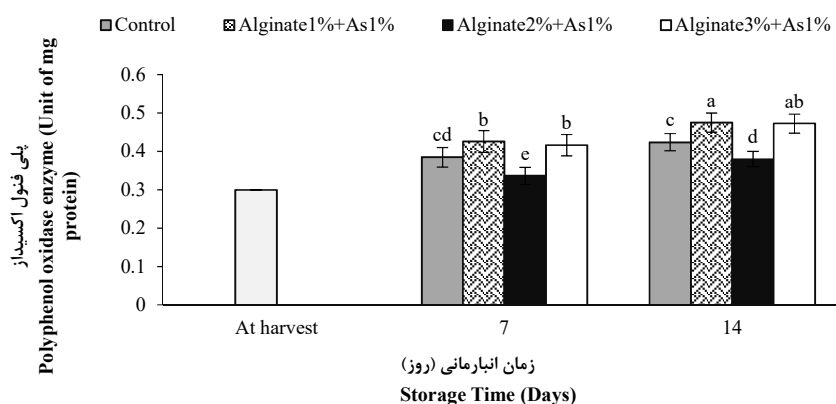 Control Alginate1%+As1% Alginate2%+As1% Alginate3%+As1%
پلی فنول اکسیداز
Polyphenol oxidase enzyme (Unit of mg
protein)
0.6
0.5
0.4
0.3
0.2
0.1
0
cd b e b c a d ab
At harvest 7 14
زمان انبارمانی (روز)
Storage Time (Days)